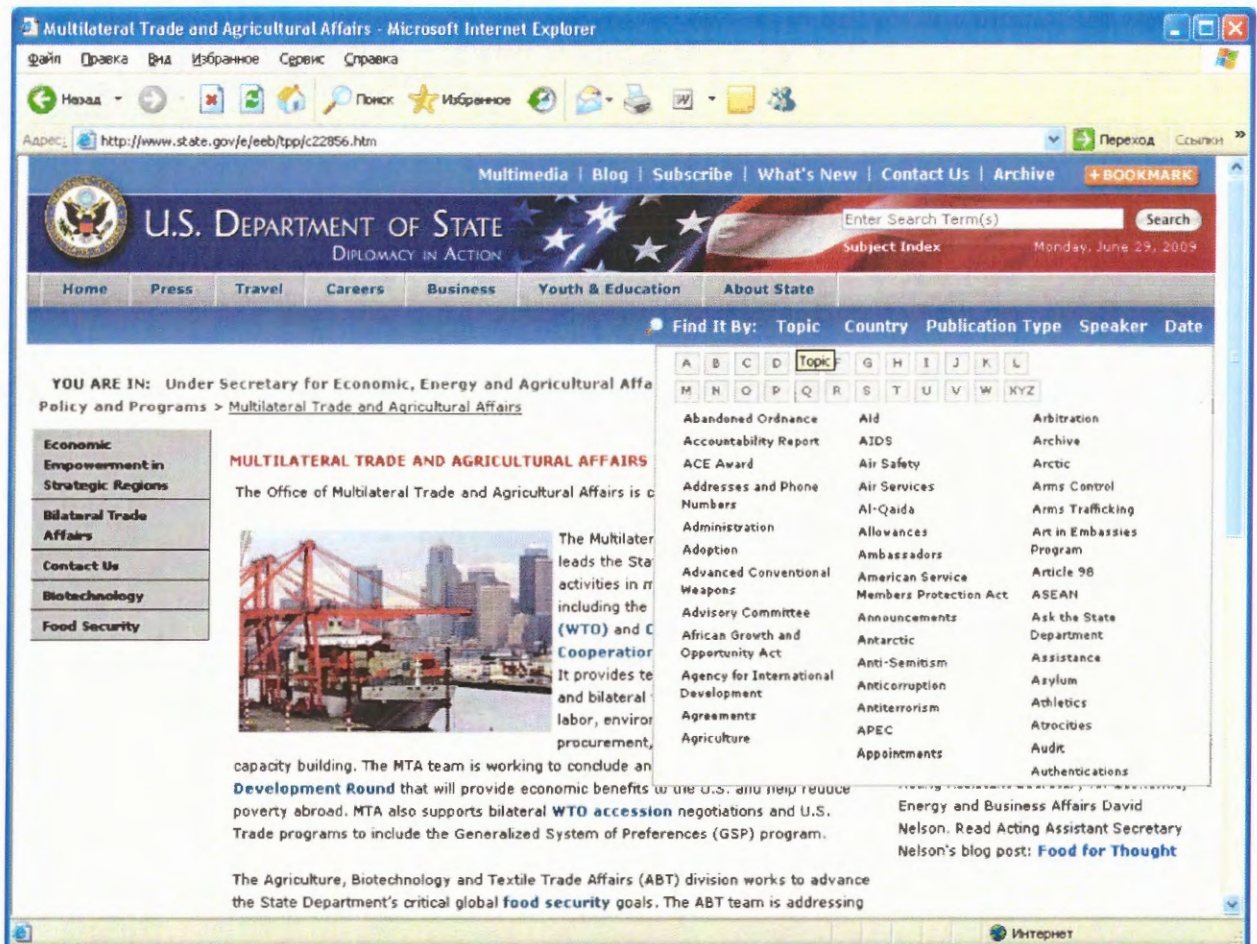 Multilateral Trade and Agricultural Affairs - Microsoft Internet Explorer
Файл Правка Вид Избранное Сервис Справка
Назад Поиск Избранное
Адрес: http://www.state.gov/e/eeb/tpp/c22856.htm Переход Ссылки »
Multimedia | Blog | Subscribe | What's New | Contact Us | Archive +BOOKMARK
U.S. DEPARTMENT OF STATE
DIPLOMACY IN ACTION
Enter Search Term(s) Search
Subject Index Monday, June 29, 2009
Home Press Travel Careers Business Youth & Education About State
Find It By: Topic Country Publication Type Speaker Date
A B C D Topic F G H I J K L
M N O P Q R S T U V W XYZ
YOU ARE IN: Under Secretary for Economic, Energy and Agricultural Affa
Policy and Programs > Multilateral Trade and Agricultural Affairs
Economic
Empowerment in
Strategic Regions
Bilateral Trade
Affairs
Contact Us
Biotechnology
Food Security
MULTILATERAL TRADE AND AGRICULTURAL AFFAIRS
The Office of Multilateral Trade and Agricultural Affairs is c
The Multilater
leads the Sta
activities in m
including the
(WTO) and
Cooperation
It provides te
and bilateral
labor, enviror
procurement,
capacity building. The MTA team is working to conclude an
Development Round that will provide economic benefits to the U.S. and help reduce
poverty abroad. MTA also supports bilateral WTO accession negotiations and U.S.
Trade programs to include the Generalized System of Preferences (GSP) program.
The Agriculture, Biotechnology and Textile Trade Affairs (ABT) division works to advance
the State Department's critical global food security goals. The ABT team is addressing
Abandoned Ordnance
Accountability Report
ACE Award
Addresses and Phone
Numbers
Administration
Adoption
Advanced Conventional
Weapons
Advisory Committee
African Growth and
Opportunity Act
Agency for International
Development
Agreements
Agriculture
Aid
AIDS
Air Safety
Air Services
Al-Qaida
Allowances
Ambassadors
American Service
Members Protection Act
Announcements
Antarctic
Anti-Semitism
Anticorruption
Antiterrorism
APEC
Appointments
Arbitration
Archive
Arctic
Arms Control
Arms Trafficking
Art in Embassies
Program
Article 98
ASEAN
Ask the State
Department
Assistance
Asylum
Athletics
Atrocities
Audit
Authentications
Energy and Business Affairs David
Nelson. Read Acting Assistant Secretary
Nelson's blog post: Food for Thought
Интернет